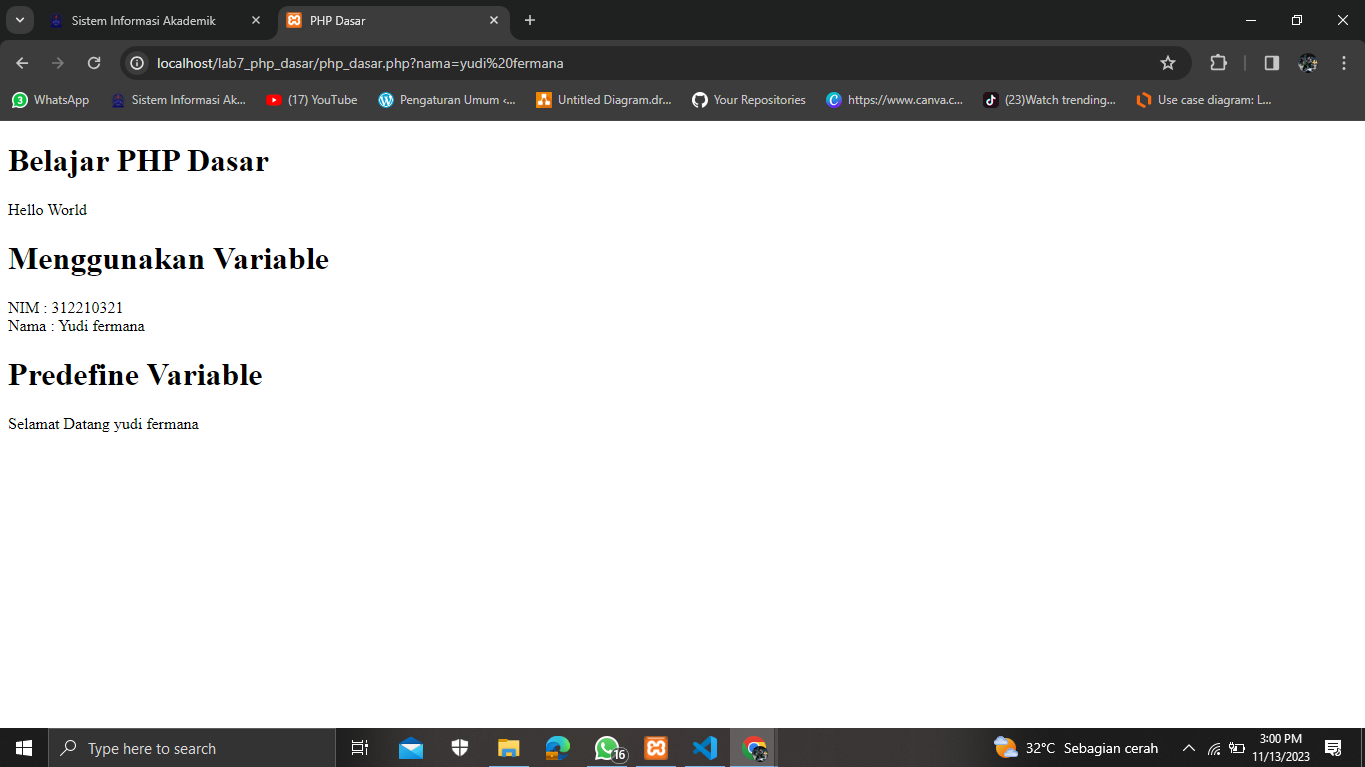 Sistem Informasi Akademik
PHP Dasar
localhost/lab7_php_dasar/php_dasar.php?nama=yudi%20fermana
3 WhatsApp
Sistem Informasi Ak...
(17) YouTube
Pengaturan Umum ‹...
Untitled Diagram.dr...
Your Repositories
https://www.canva.c...
(23)Watch trending...
Use case diagram: L...
Belajar PHP Dasar
Hello World
Menggunakan Variable
NIM : 312210321
Nama : Yudi fermana
Predefine Variable
Selamat Datang yudi fermana
Type here to search
16
32°C Sebagian cerah
3:00 PM
11/13/2023